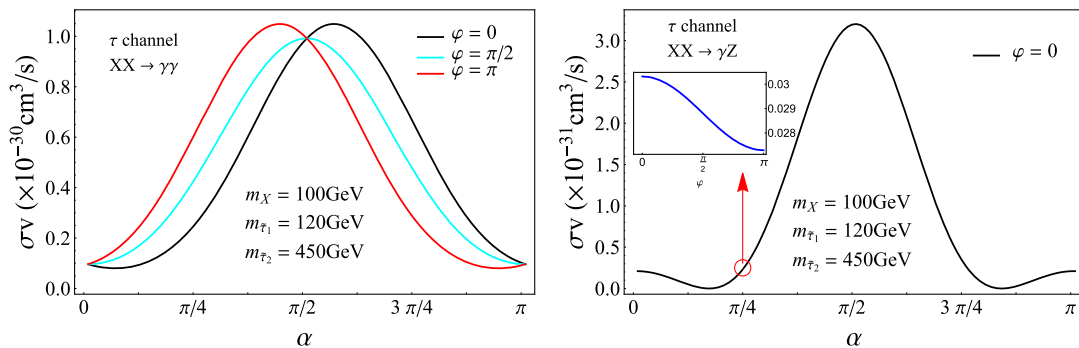 τ channel
XX → γγ
φ = 0
φ = π/2
φ = π
m_X = 100GeV
m_τ̃₁ = 120GeV
m_τ̃₂ = 450GeV
σv (×10⁻³⁰cm³/s)
1.0
0.8
0.6
0.4
0.2
0.0
0 π/4 π/2 3 π/4 π
α
τ channel
XX → γZ
φ = 0
0.03
0.029
0.028
0 π/2 π
φ
m_X = 100GeV
m_τ̃₁ = 120GeV
m_τ̃₂ = 450GeV
σv (×10⁻³¹cm³/s)
3.0
2.5
2.0
1.5
1.0
0.5
0.0
0 π/4 π/2 3 π/4 π
α